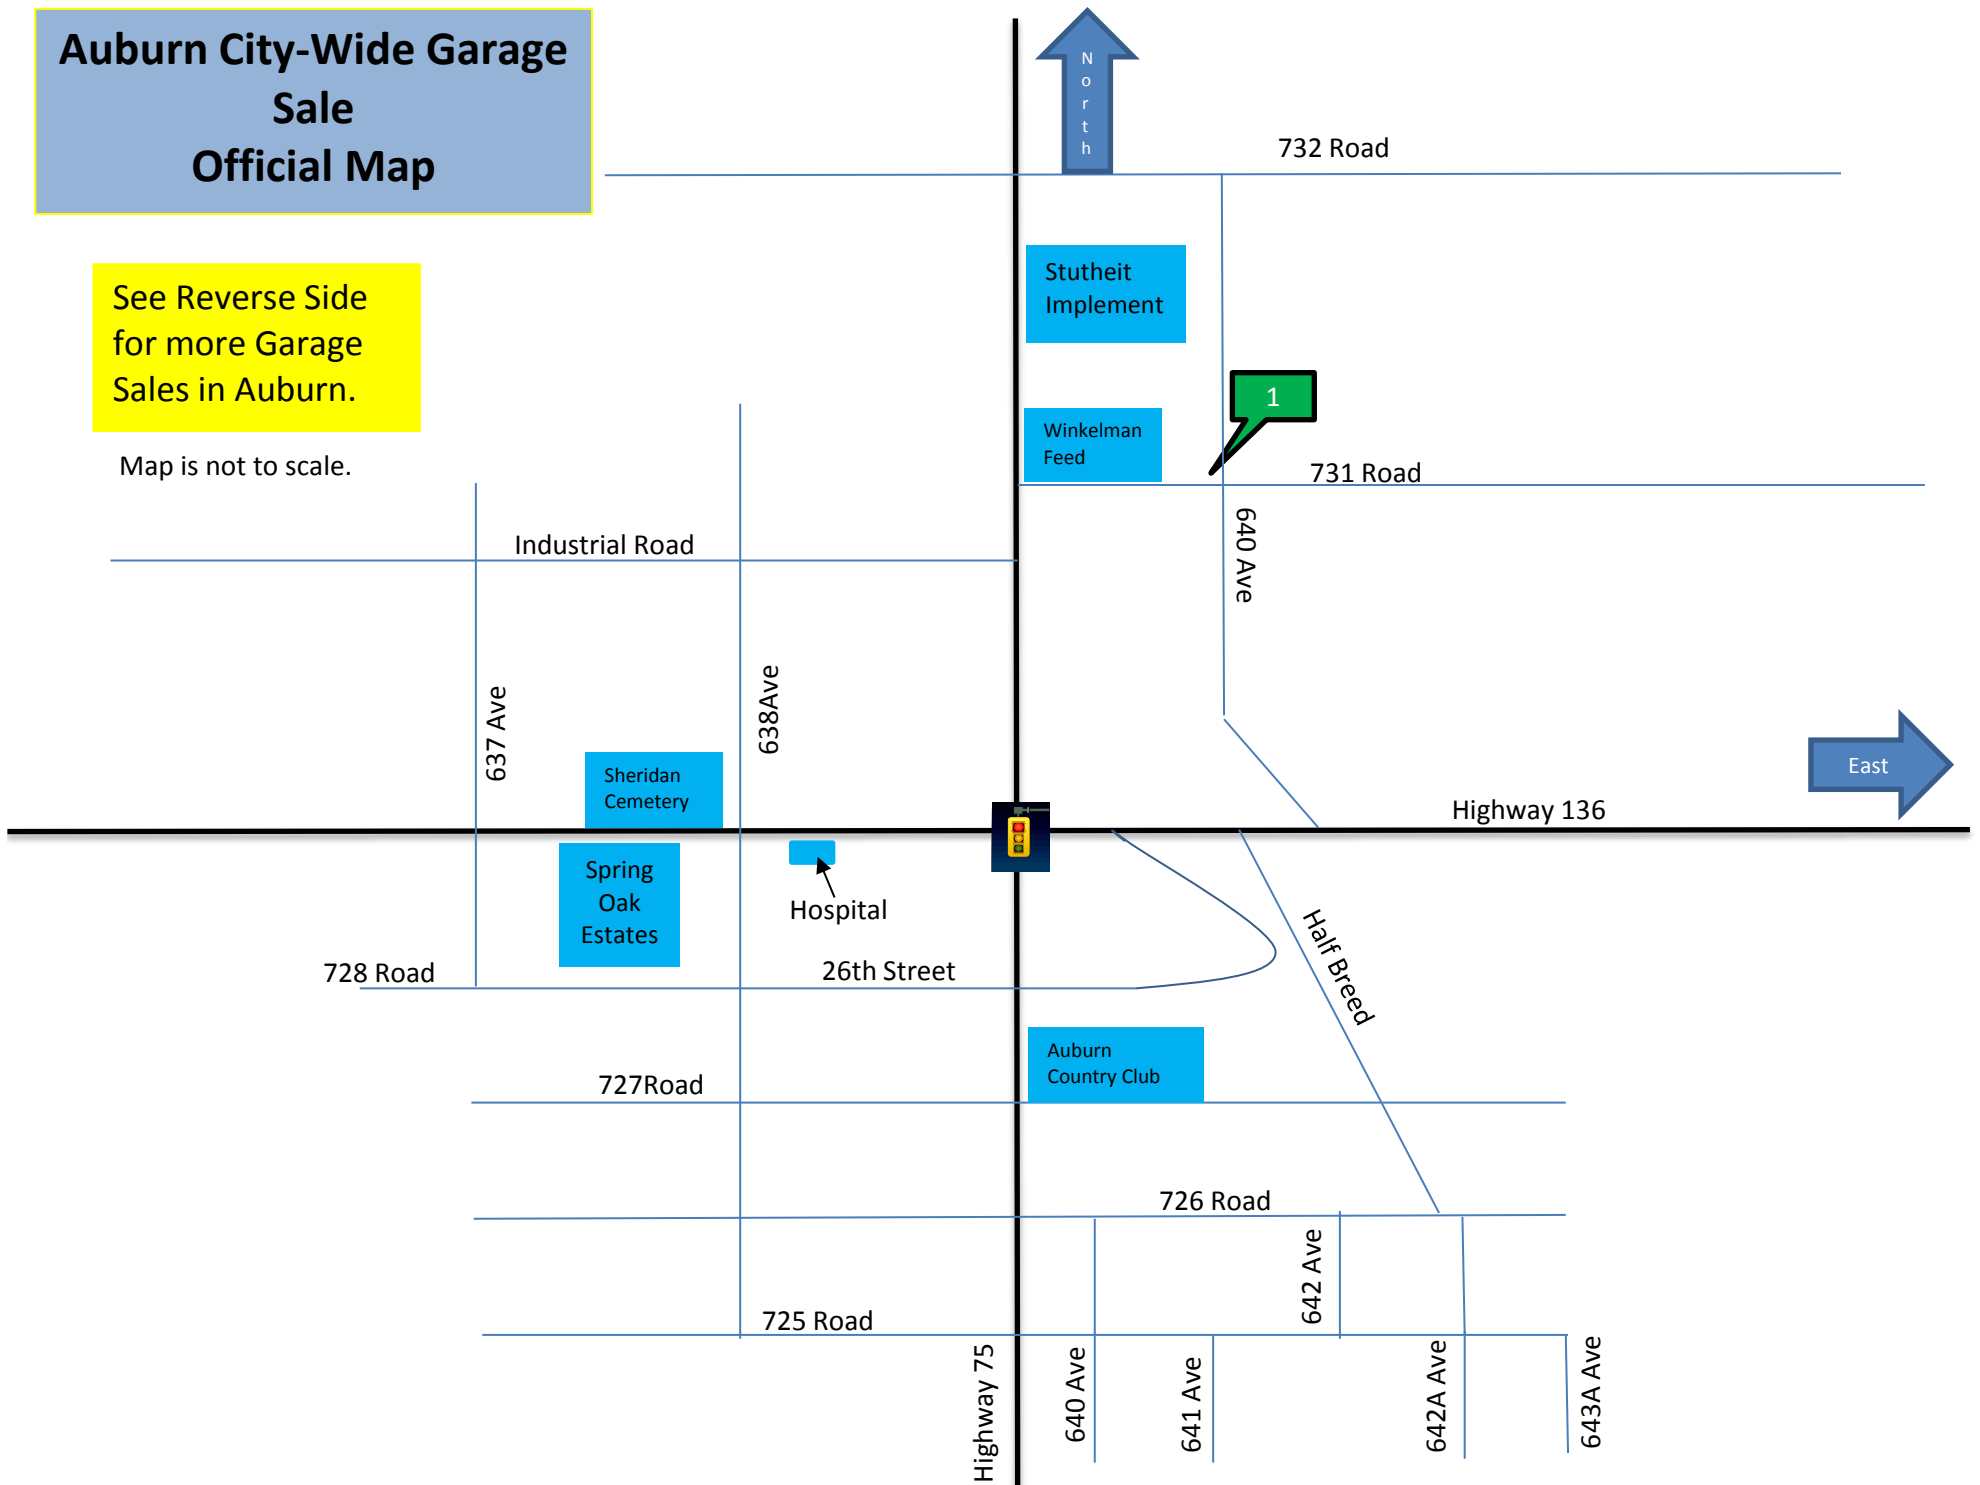 Auburn City-Wide Garage
Sale
Official Map
North
732 Road
See Reverse Side
for more Garage
Sales in Auburn.
Stutheit
Implement
1
Winkelman
Feed
Map is not to scale.
731 Road
640 Ave
Industrial Road
637 Ave
638Ave
Sheridan
Cemetery
East
Highway 136
Spring
Oak
Estates
Hospital
Half Breed
728 Road
26th Street
Auburn
Country Club
727Road
726 Road
642 Ave
725 Road
Highway 75
640 Ave
641 Ave
642A Ave
643A Ave